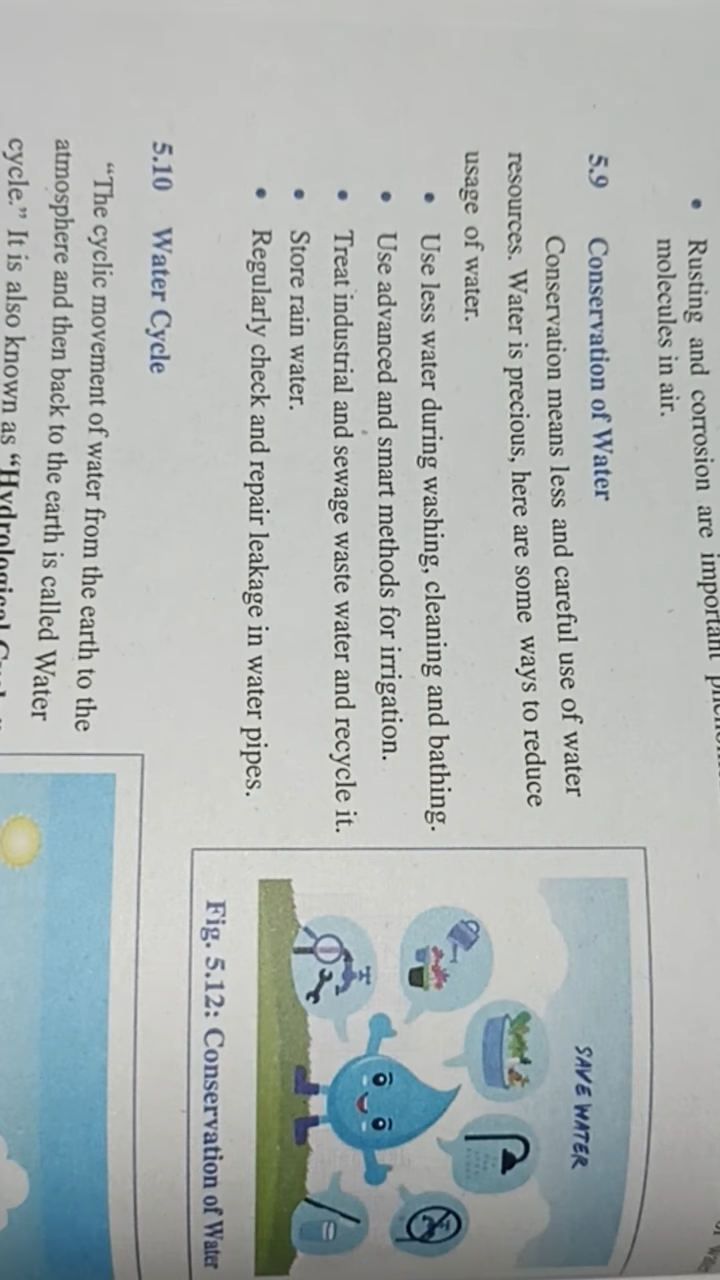 • Rusting and corrosion are important
molecules in air.
5.9 Conservation of Water
Conservation means less and careful use of water
resources. Water is precious, here are some ways to reduce
usage of water.
• Use less water during washing, cleaning and bathing.
• Use advanced and smart methods for irrigation.
• Treat industrial and sewage waste water and recycle it.
• Store rain water.
• Regularly check and repair leakage in water pipes.
SAVE WATER
Fig. 5.12: Conservation of Water
5.10 Water Cycle
“The cyclic movement of water from the earth to the
atmosphere and then back to the earth is called Water
cycle.” It is also known as “Hydrological